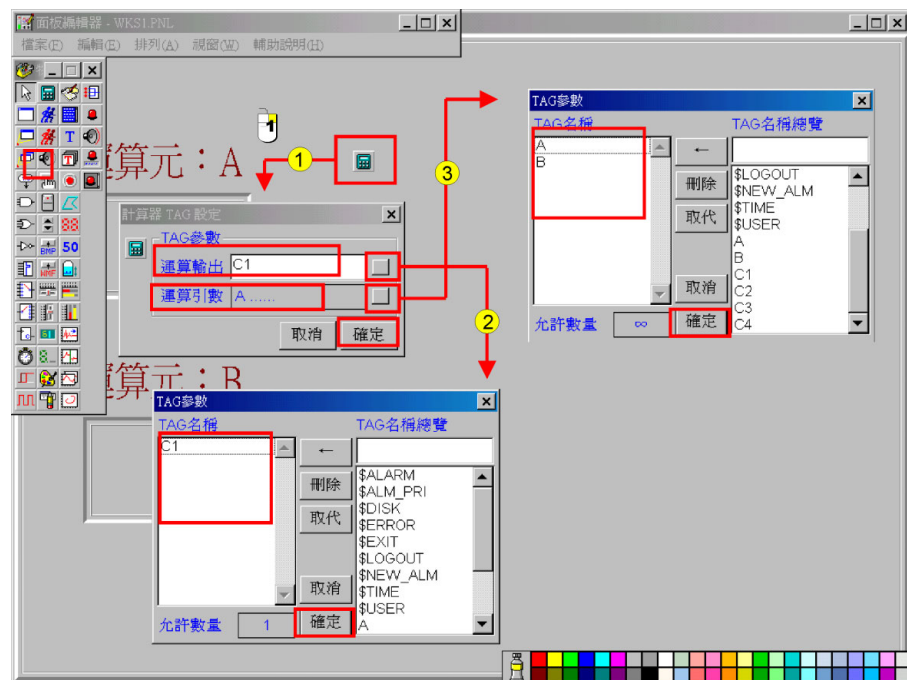 面板編輯器 - WKS1.PNL
檔案(F) 編輯(E) 排列(A) 視窗(W) 輔助說明(H)
T
T
50
BMP
NMF
88
算元：A
1
1
3
2
計算器 TAG 設定
TAG參數
運算輸出 C1
運算引數 A ......
取消 確定
算元：B
TAG參數
TAG名稱 TAG名稱總覽
A
B
←
刪除
取代
取消
確定
$LOGOUT
$NEW_ALM
$TIME
$USER
A
B
C1
C2
C3
C4
允許數量 ∞
TAG參數
TAG名稱 TAG名稱總覽
C1
←
刪除
取代
取消
確定
$ALARM
$ALM_PRI
$DISK
$ERROR
$EXIT
$LOGOUT
$NEW_ALM
$TIME
$USER
A
允許數量 1